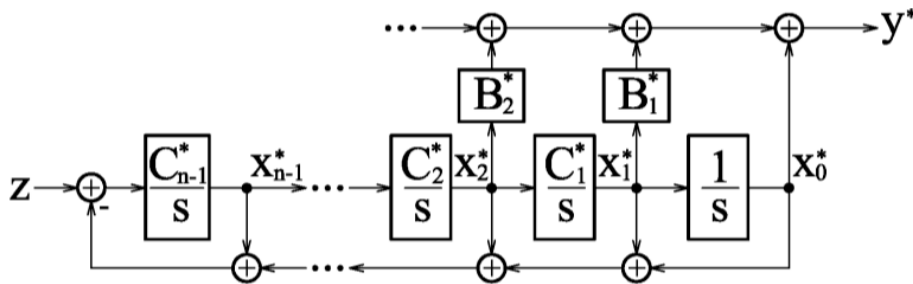 ... + + + y*
B*₂ B*₁
z + C*ₙ₋₁/s x*ₙ₋₁ ... C*₂/s x*₂ C*₁/s x*₁ 1/s x*₀
-
+ ... + +